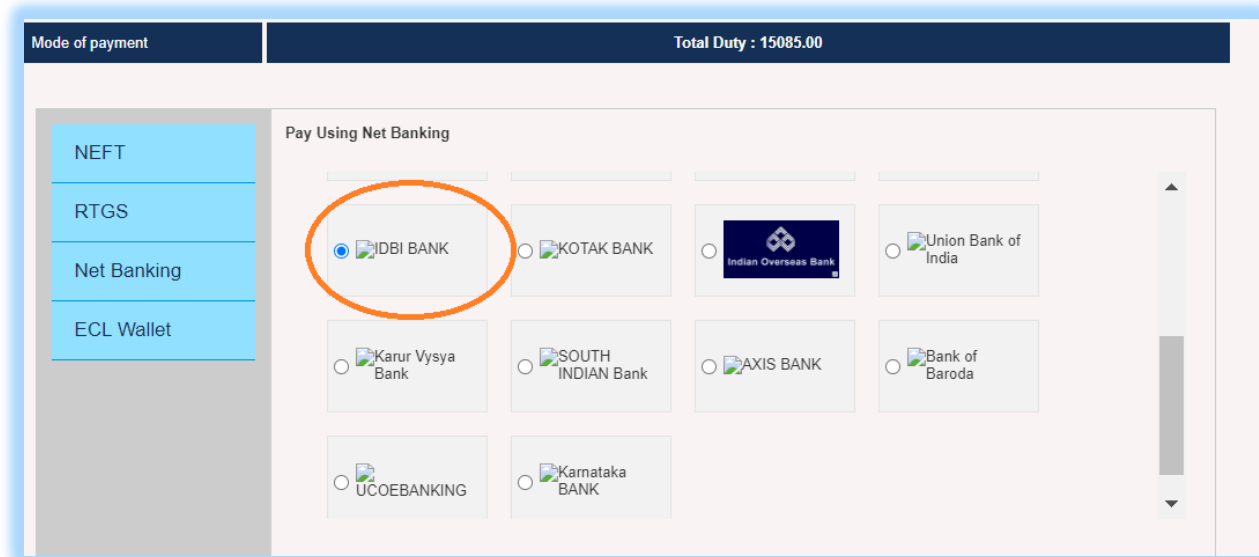 Mode of payment
Total Duty : 15085.00
NEFT
RTGS
Net Banking
ECL Wallet
Pay Using Net Banking
IDBI BANK
KOTAK BANK
Indian Overseas Bank
Union Bank of
India
Karur Vysya
Bank
SOUTH
INDIAN Bank
AXIS BANK
Bank of
Baroda
UCOEBANKING
Karnataka
BANK